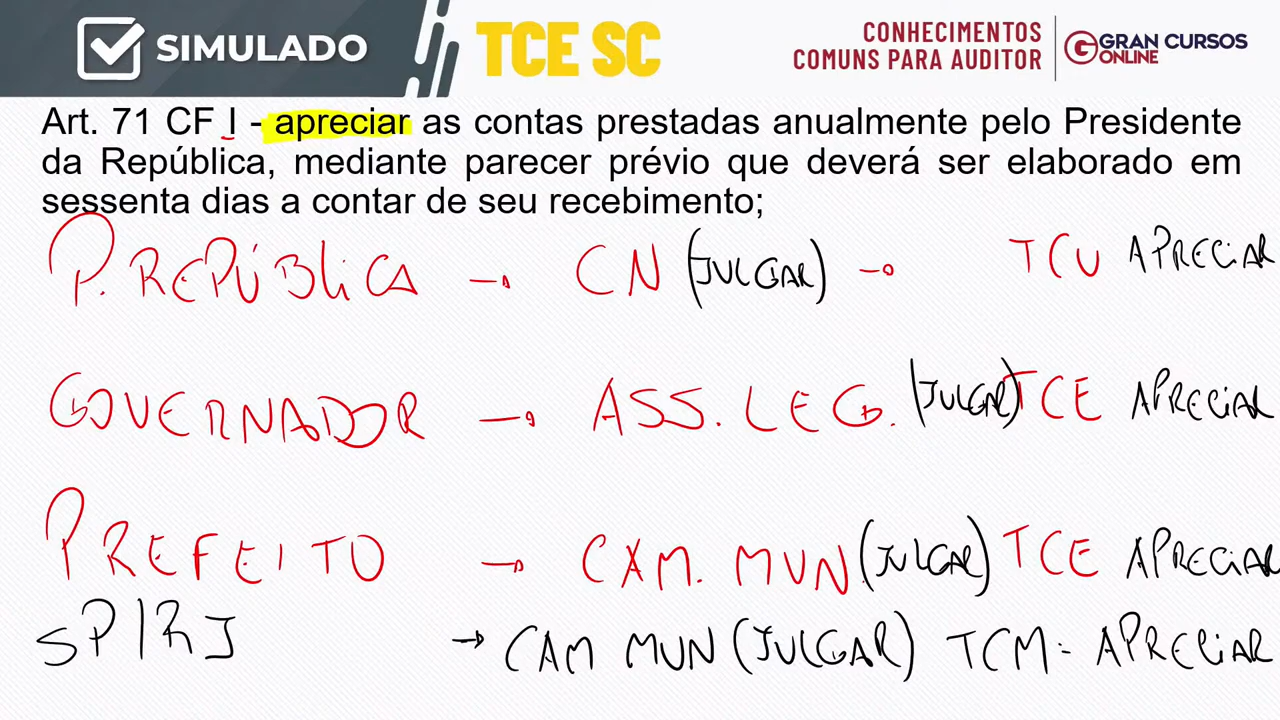 SIMULADO
TCE SC
CONHECIMENTOS
COMUNS PARA AUDITOR
GRAN CURSOS
ONLINE
Art. 71 CF I - apreciar as contas prestadas anualmente pelo Presidente
da República, mediante parecer prévio que deverá ser elaborado em
sessenta dias a contar de seu recebimento;
P. REPÚBLICA → CN (JULGAR) → TCU APRECIAR
GOVERNADOR → ASS. LEG. (JULGAR) TCE APRECIAR
PREFEITO → CAM. MUN (JULGAR) TCE APRECIAR
SP/RJ → CAM MUN (JULGAR) TCM = APRECIAR